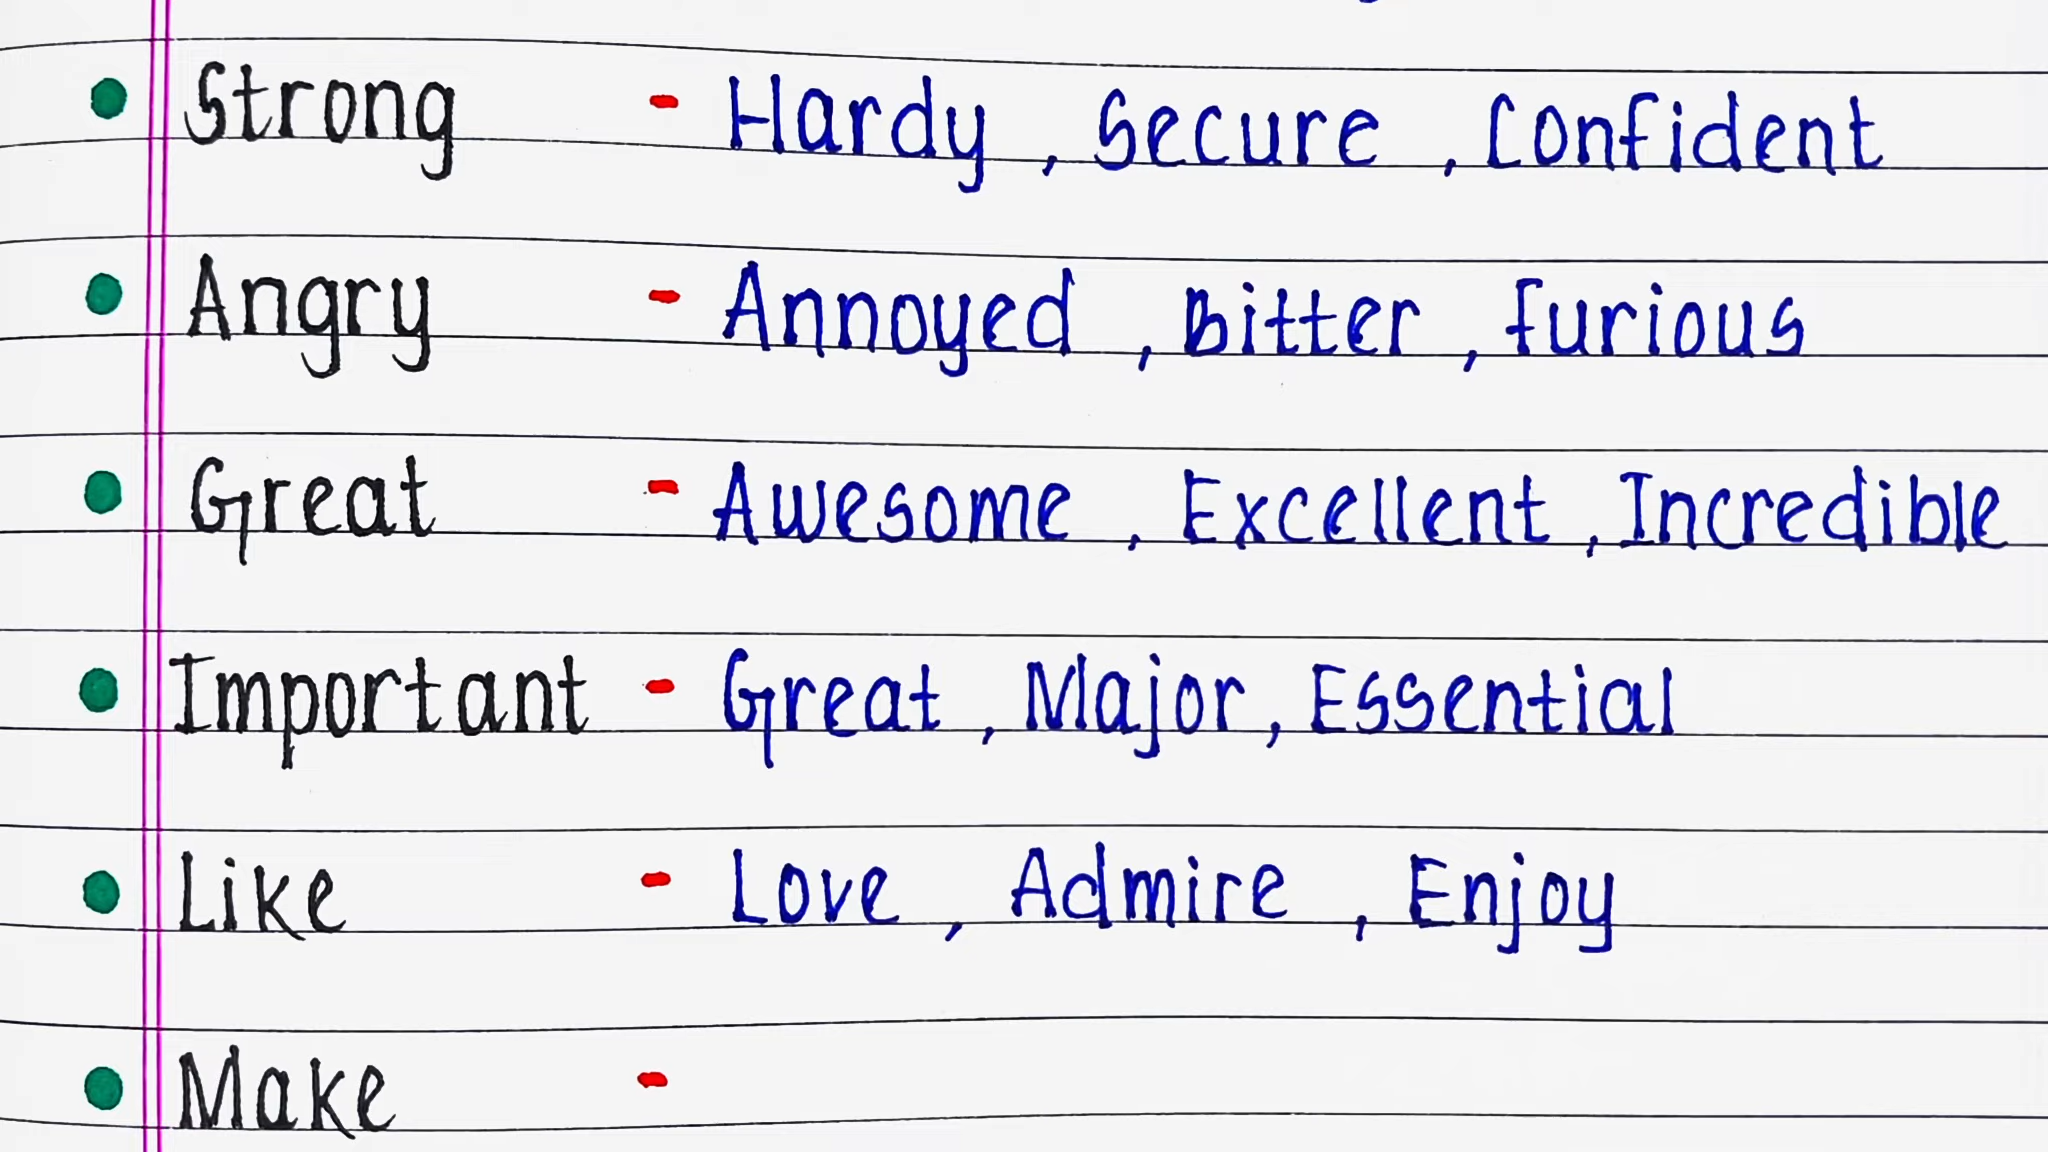 • Strong - Hardy , Secure , Confident
• Angry - Annoyed , Bitter , furious
• Great - Awesome , Excellent , Incredible
• Important - Great , Major , Essential
• Like - Love , Admire , Enjoy
• Make -